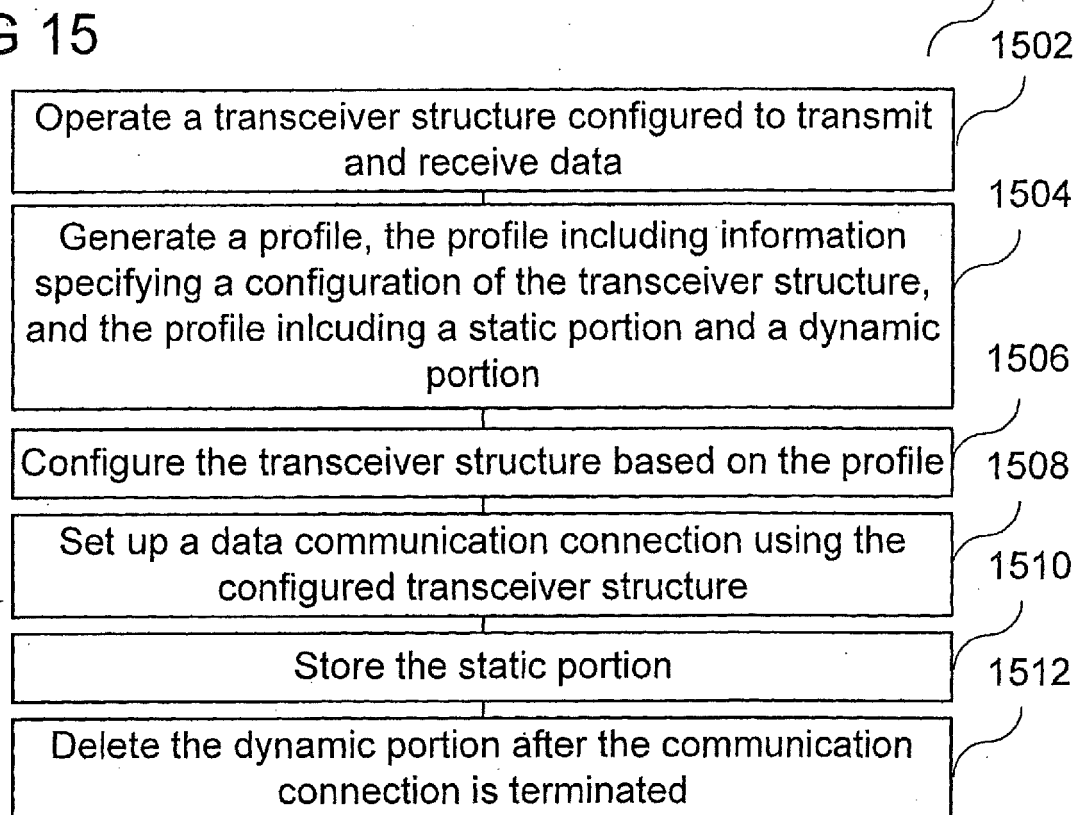 G 15
1502
Operate a transceiver structure configured to transmit
and receive data
1504
Generate a profile, the profile including information
specifying a configuration of the transceiver structure,
and the profile inlcuding a static portion and a dynamic
portion
1506
Configure the transceiver structure based on the profile
1508
Set up a data communication connection using the
configured transceiver structure
1510
Store the static portion
1512
Delete the dynamic portion after the communication
connection is terminated